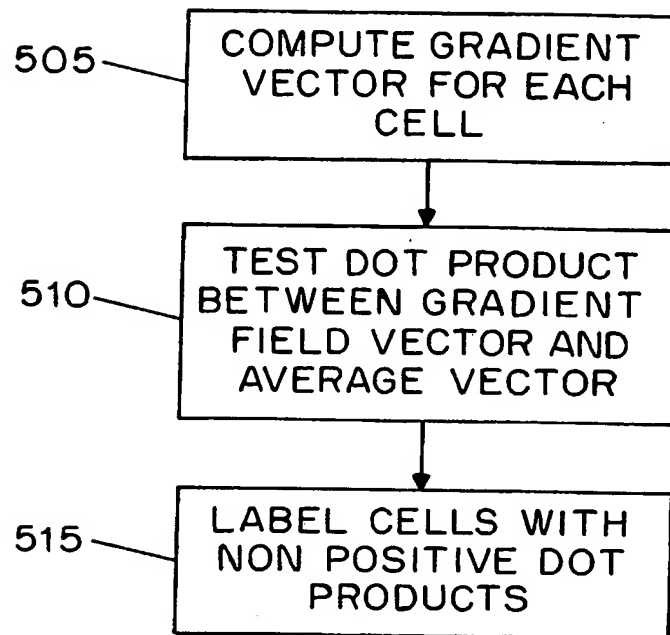 505
COMPUTE GRADIENT
VECTOR FOR EACH
CELL
510
TEST DOT PRODUCT
BETWEEN GRADIENT
FIELD VECTOR AND
AVERAGE VECTOR
515
LABEL CELLS WITH
NON POSITIVE DOT
PRODUCTS